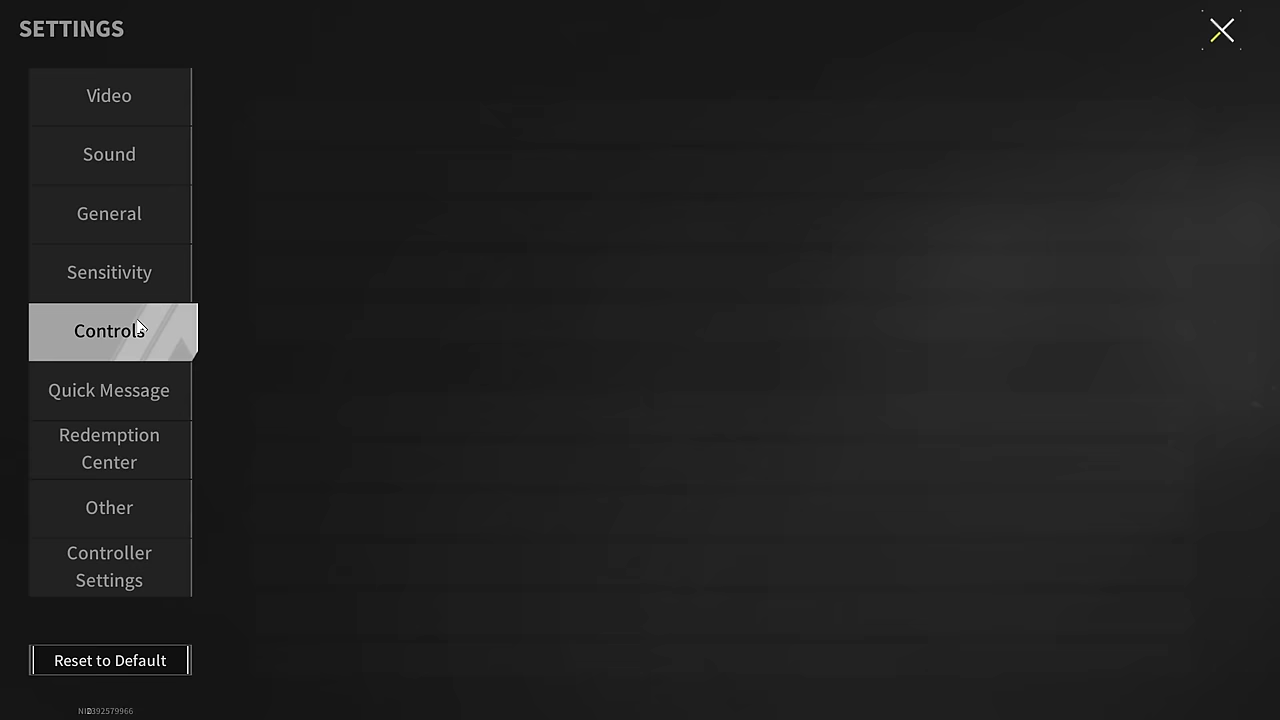 SETTINGS
Video
Sound
General
Sensitivity
Controls
Quick Message
Redemption
Center
Other
Controller
Settings
Reset to Default